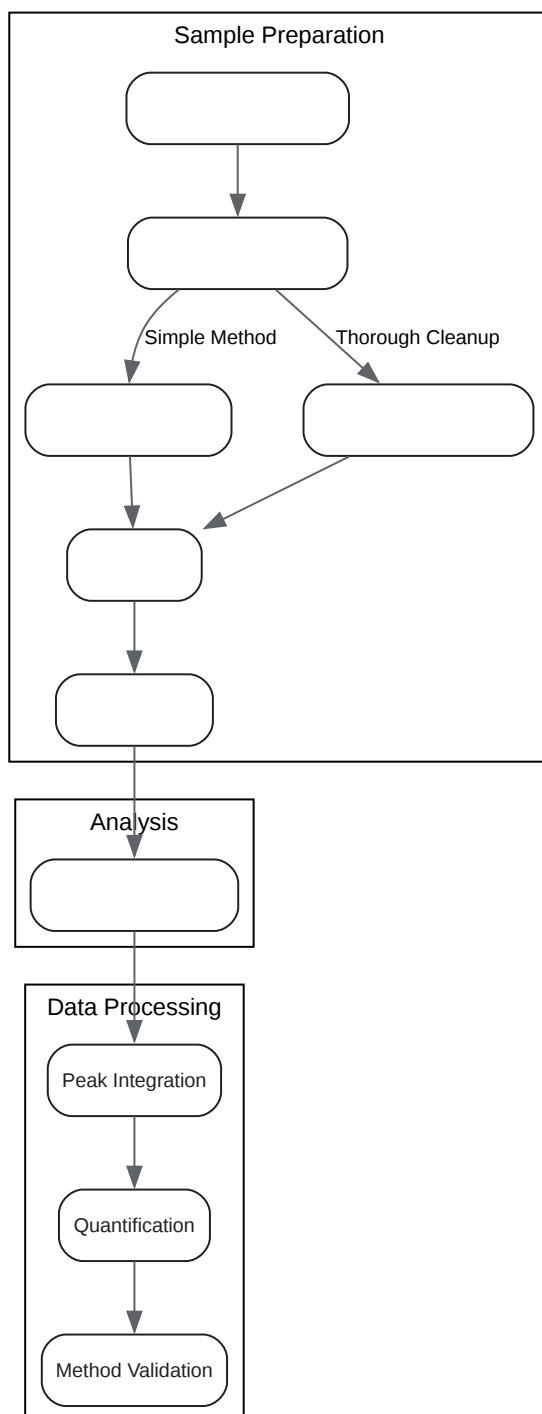 Sample Preparation
Simple Method
Thorough Cleanup
Analysis
Data Processing
Peak Integration
Quantification
Method Validation